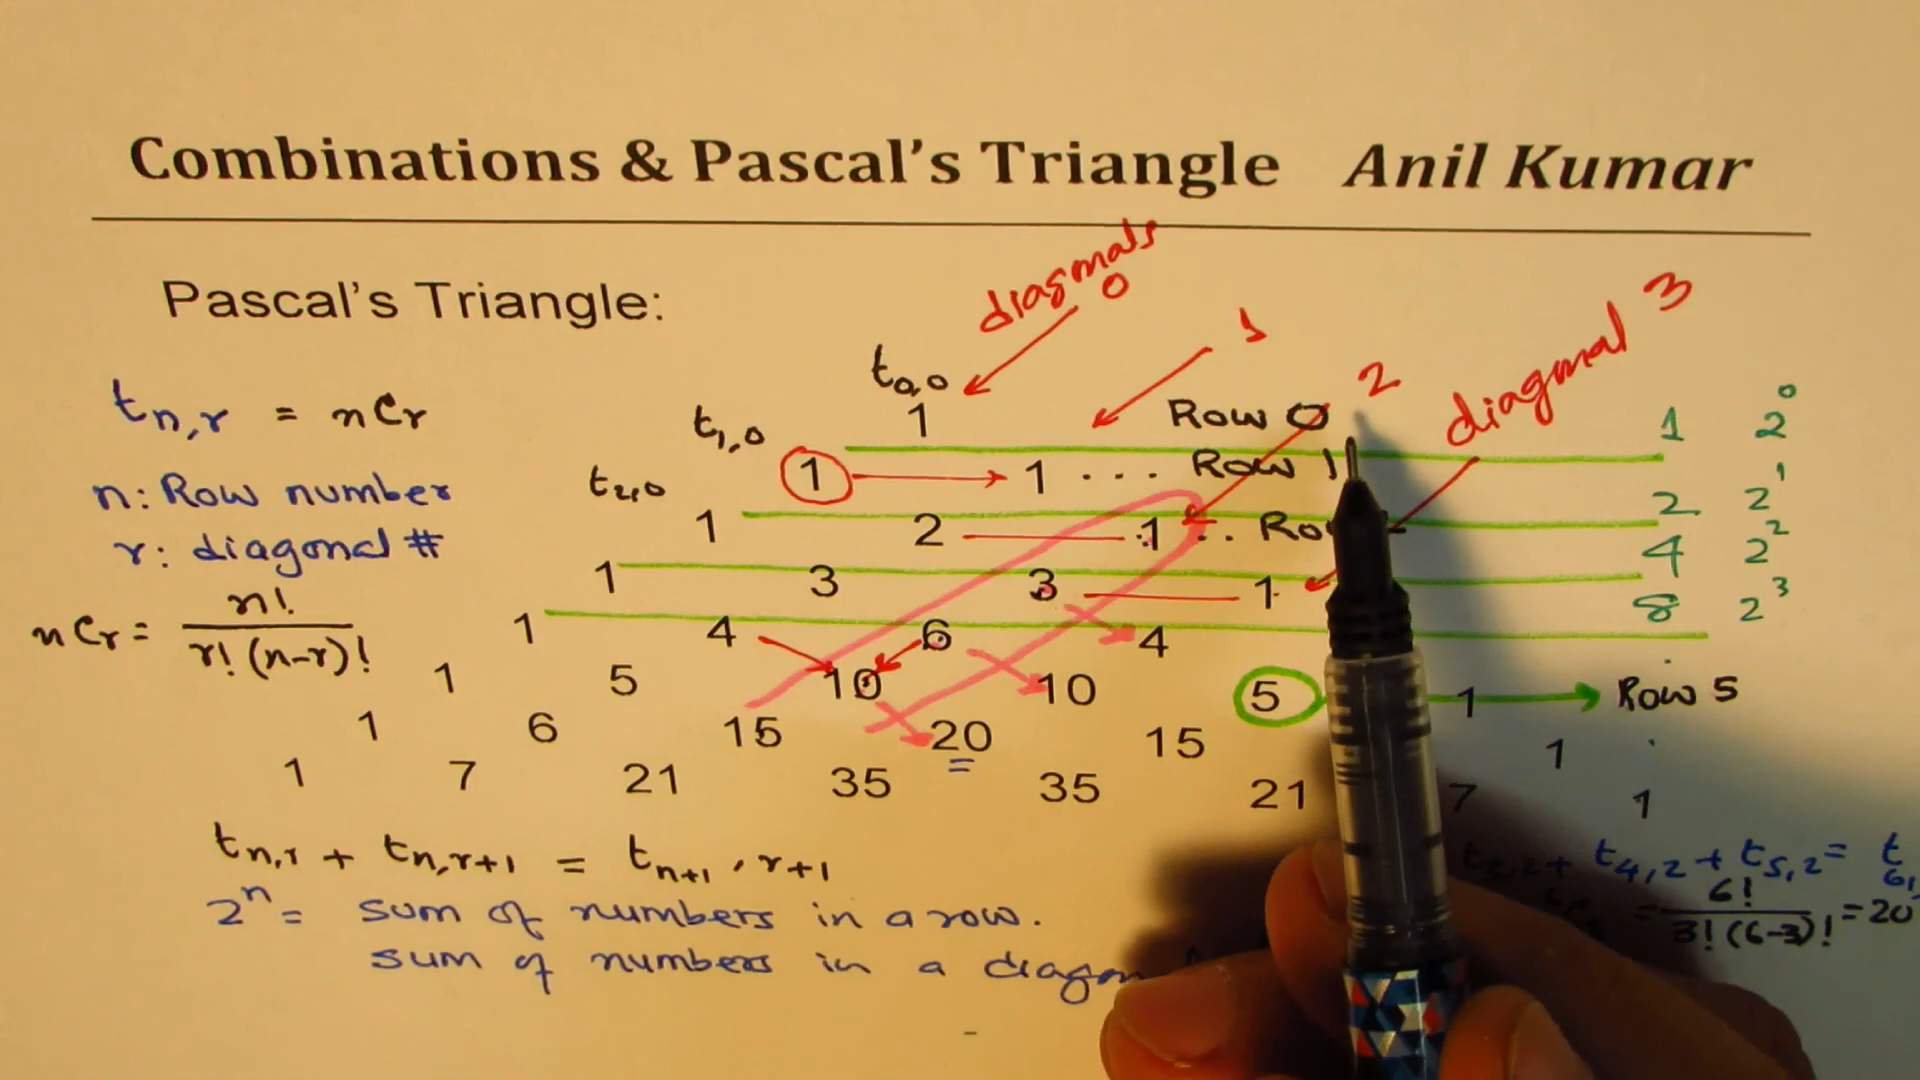 Combinations & Pascal's Triangle Anil Kumar
Pascal's Triangle:
diagonals 0
1
2
diagonal 3
t0,0
tn,r = nCr
t1,0
1 Row 0
1 2^0
n: Row number
t2,0
1 1 ... Row 1
2 2^1
r: diagonal #
1 2 1 ..
4 2^2
1 3 3 1
8 2^3
nCr = n! / r! (n-r)!
1 4 6 4
1 5 10 10 5 1 Row 5
1 6 15 20 15 1
=
1 7 21 35 35 21 7 1
tn,r + tn,r+1 = tn+1, r+1
+ t4,2 + t5,2 = t6,
2^n = sum of numbers in a row.
= 6! / 3! (6-3)! = 20
sum of numbers in a